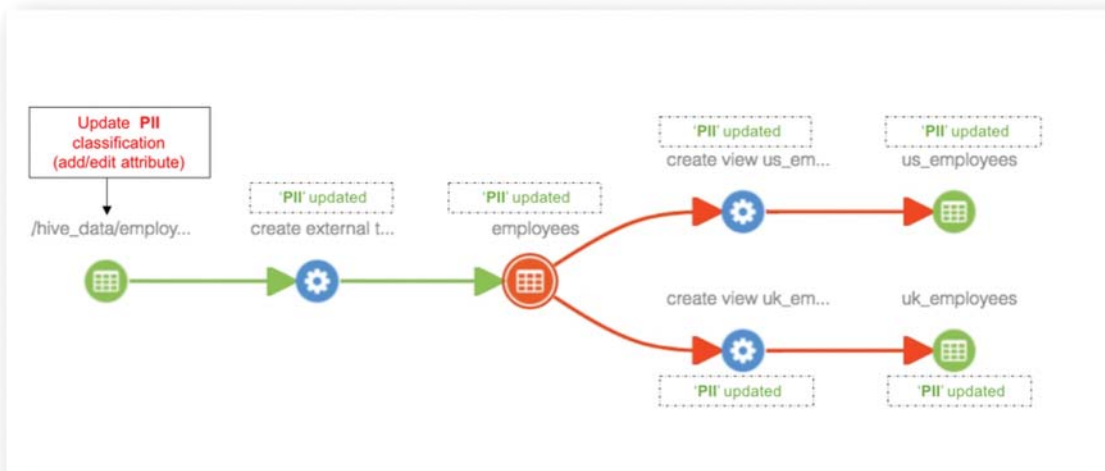 Update PII
classification
(add/edit attribute)
/hive_data/employ...
'PII' updated
create external t...
'PII' updated
employees
'PII' updated
create view us_em...
'PII' updated
us_employees
create view uk_em...
'PII' updated
uk_employees
'PII' updated